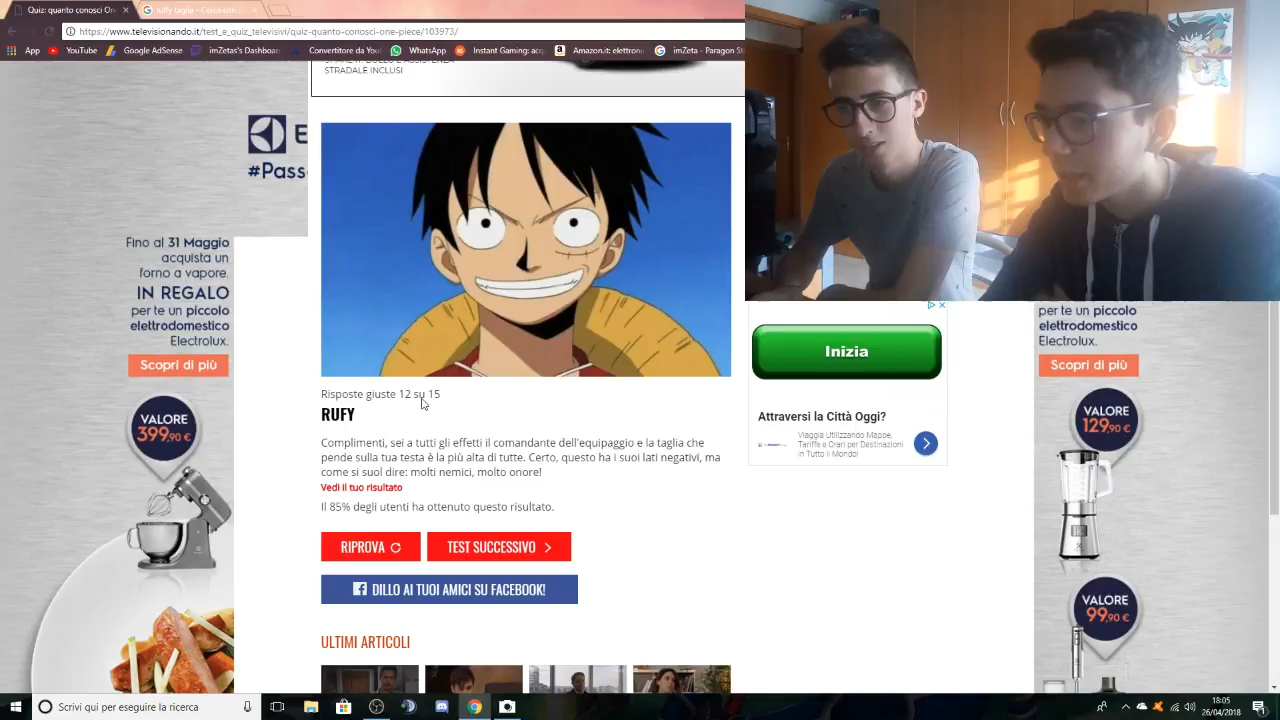 Quiz: quanto conosci On
https://www.televisionando.it/test_e_quiz_televisivi/quiz-quanto-conosci-one-piece/103973/
App
YouTube
Google AdSense
imZetas's Dashboard
Convertitore da You
WhatsApp
Instant Gaming: acq
Amazon.it: elettroni
imZeta - Paragon St
STRADALE INCLUSI
E
#Pass
Fino al 31 Maggio
acquista un
forno a vapore.
IN REGALO
per te un piccolo
elettrodomestico
Electrolux.
Scopri di più
VALORE
399,90 €
Risposte giuste 12 su 15
RUFY
Complimenti, sei a tutti gli effetti il comandante dell'equipaggio e la taglia che
pende sulla tua testa è la più alta di tutte. Certo, questo ha i suoi lati negativi, ma
come si suol dire: molti nemici, molto onore!
Vedi il tuo risultato
Il 85% degli utenti ha ottenuto questo risultato.
RIPROVA
TEST SUCCESSIVO
DILLO AI TUOI AMICI SU FACEBOOK!
ULTIMI ARTICOLI
Inizia
Attraversi la Città Oggi?
Viaggia Utilizzando Mappe,
Tariffe e Orari per Destinazioni
in Tutto il Mondo!
per te un piccolo
elettrodomestico
Electrolux.
Scopri di più
VALORE
129,90 €
VALORE
99,90 €
Scrivi qui per eseguire la ricerca
18:05
26/04/2018